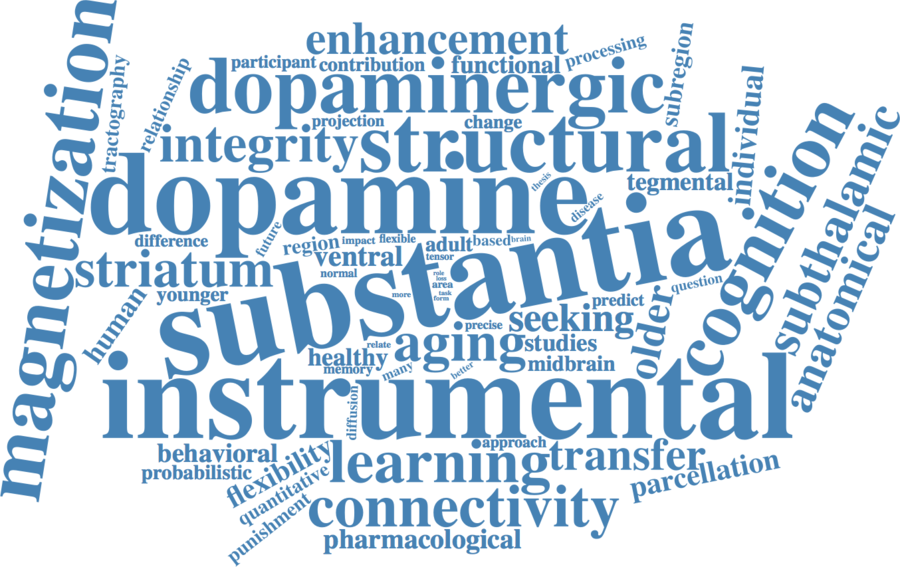 enhancement
participant
contribution
functional
processing
subregion
magnetization
tractography
relationship
dopaminergic
projection
change
integrity
structural
individual
tegmental
thesis
disease
dopamine
cognition
subthalamic
anatomical
difference
future
region
impact
flexible
adult
based
brain
ventral
tensor
striatum
normal
role
loss
area
task
form
more
younger
human
substantia
question
predict
precise
seeking
older
relate
aging
studies
healthy
memory
many
better
midbrain
instrumental
diffusion
approach
behavioral
probabilistic
flexibility
quantitative
punishment
learning
transfer
parcellation
connectivity
pharmacological